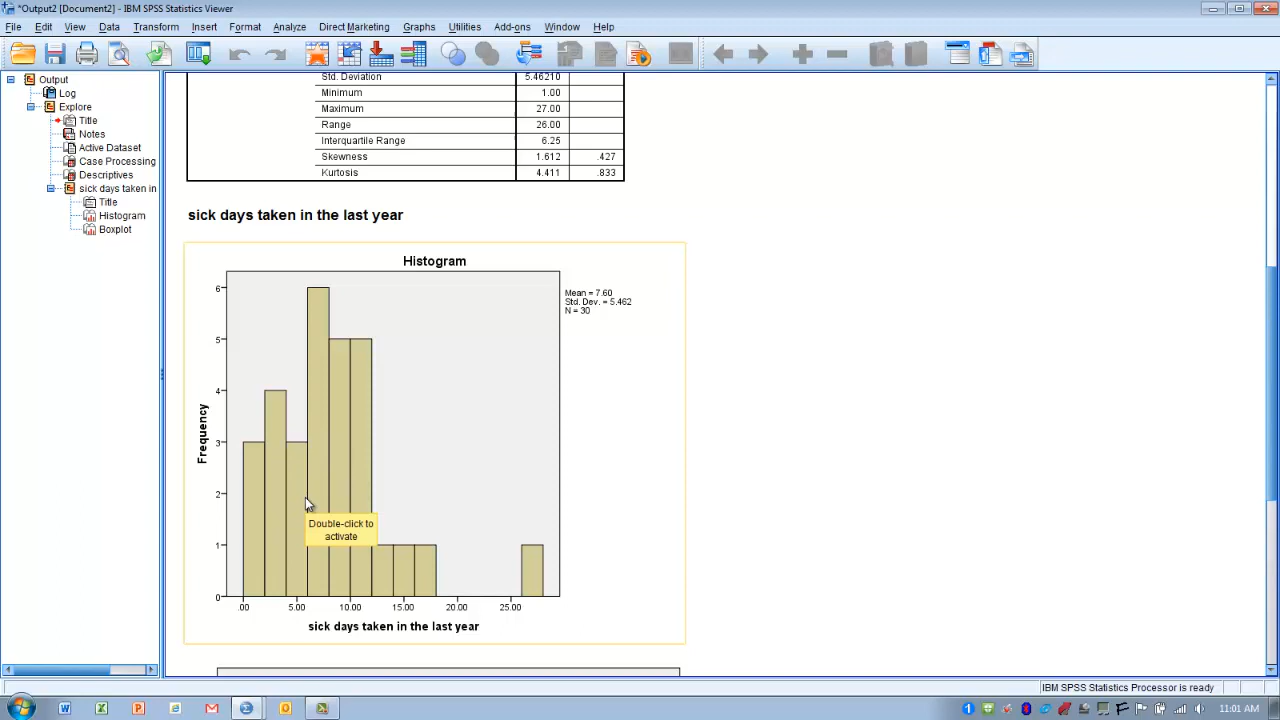 *Output2 [Document2] - IBM SPSS Statistics Viewer
File Edit View Data Transform Insert Format Analyze Direct Marketing Graphs Utilities Add-ons Window Help
Output
Log
Explore
Title
Notes
Active Dataset
Case Processing
Descriptives
sick days taken in
Title
Histogram
Boxplot
Std. Deviation 5.46210
Minimum 1.00
Maximum 27.00
Range 26.00
Interquartile Range 6.25
Skewness 1.612 .427
Kurtosis 4.411 .833
sick days taken in the last year
Histogram
Mean = 7.60
Std. Dev. = 5.462
N = 30
Frequency
6
5
4
3
2
1
0
Double-click to
activate
.00 5.00 10.00 15.00 20.00 25.00
sick days taken in the last year
IBM SPSS Statistics Processor is ready
11:01 AM